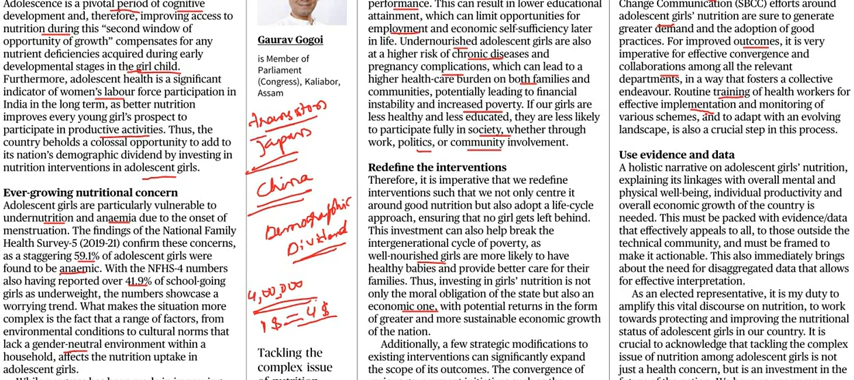 Adolescence is a pivotal period of cognitive
development and, therefore, improving access to
nutrition during this “second window of
opportunity of growth” compensates for any
nutrient deficiencies acquired during early
developmental stages in the girl child.
Furthermore, adolescent health is a significant
indicator of women’s labour force participation in
India in the long term, as better nutrition
improves every young girl’s prospect to
participate in productive activities. Thus, the
country beholds a colossal opportunity to add to
its nation’s demographic dividend by investing in
nutrition interventions in adolescent girls.
Ever-growing nutritional concern
Adolescent girls are particularly vulnerable to
undernutrition and anaemia due to the onset of
menstruation. The findings of the National Family
Health Survey-5 (2019-21) confirm these concerns,
as a staggering 59.1% of adolescent girls were
found to be anaemic. With the NFHS-4 numbers
also having reported over 41.9% of school-going
girls as underweight, the numbers showcase a
worrying trend. What makes the situation more
complex is the fact that a range of factors, from
environmental conditions to cultural norms that
lack a gender-neutral environment within a
household, affects the nutrition uptake in
adolescent girls.
Gaurav Gogoi
is Member of
Parliament
(Congress), Kaliabor,
Assam
Japan
China
Demographic
Dividend
4,00,000
1$ = 4$
Tackling the
complex issue
of nutrition
performance. This can result in lower educational
attainment, which can limit opportunities for
employment and economic self-sufficiency later
in life. Undernourished adolescent girls are also
at a higher risk of chronic diseases and
pregnancy complications, which can lead to a
higher health-care burden on both families and
communities, potentially leading to financial
instability and increased poverty. If our girls are
less healthy and less educated, they are less likely
to participate fully in society, whether through
work, politics, or community involvement.
Redefine the interventions
Therefore, it is imperative that we redefine
interventions such that we not only centre it
around good nutrition but also adopt a life-cycle
approach, ensuring that no girl gets left behind.
This investment can also help break the
intergenerational cycle of poverty, as
well-nourished girls are more likely to have
healthy babies and provide better care for their
families. Thus, investing in girls’ nutrition is not
only the moral obligation of the state but also an
economic one, with potential returns in the form
of greater and more sustainable economic growth
of the nation.
Additionally, a few strategic modifications to
existing interventions can significantly expand
the scope of its outcomes. The convergence of
Change Communication (SBCC) efforts around
adolescent girls’ nutrition are sure to generate
greater demand and the adoption of good
practices. For improved outcomes, it is very
imperative for effective convergence and
collaborations among all the relevant
departments, in a way that fosters a collective
endeavour. Routine training of health workers for
effective implementation and monitoring of
various schemes, and to adapt with an evolving
landscape, is also a crucial step in this process.
Use evidence and data
A holistic narrative on adolescent girls’ nutrition,
explaining its linkages with overall mental and
physical well-being, individual productivity and
overall economic growth of the country is
needed. This must be packed with evidence/data
that effectively appeals to all, to those outside the
technical community, and must be framed to
make it actionable. This also immediately brings
about the need for disaggregated data that allows
for effective interpretation.
As an elected representative, it is my duty to
amplify this vital discourse on nutrition, to work
towards protecting and improving the nutritional
status of adolescent girls in our country. It is
crucial to acknowledge that tackling the complex
issue of nutrition among adolescent girls is not
just a health concern, but is an investment in the